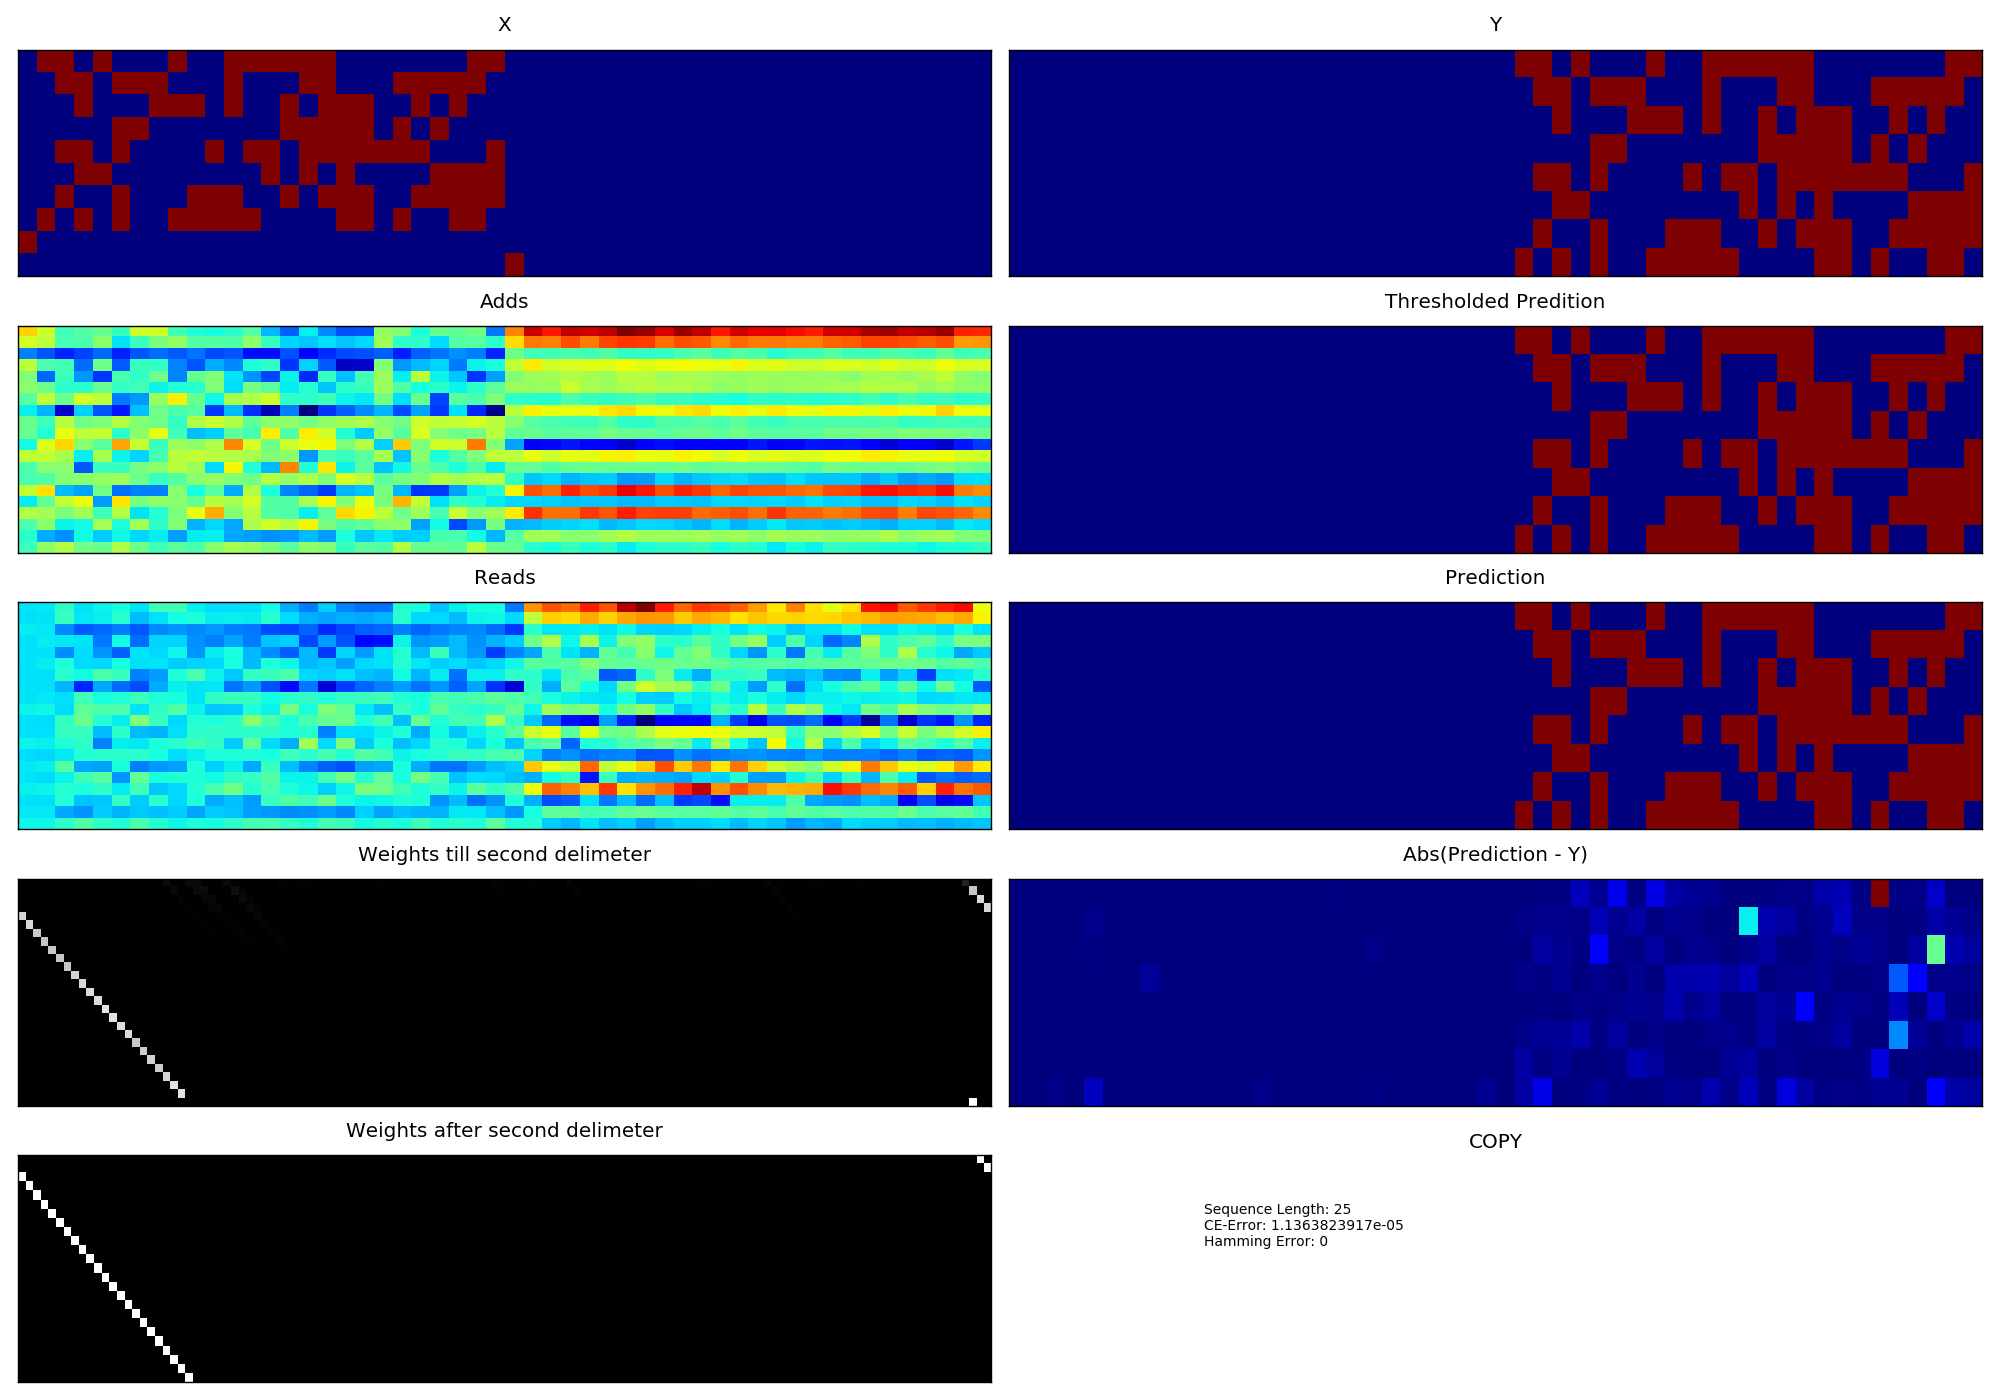 X
Y
Adds
Thresholded Predition
Reads
Prediction
Weights till second delimeter
Abs(Prediction - Y)
Weights after second delimeter
COPY
Sequence Length: 25
CE-Error: 1.1363823917e-05
Hamming Error: 0